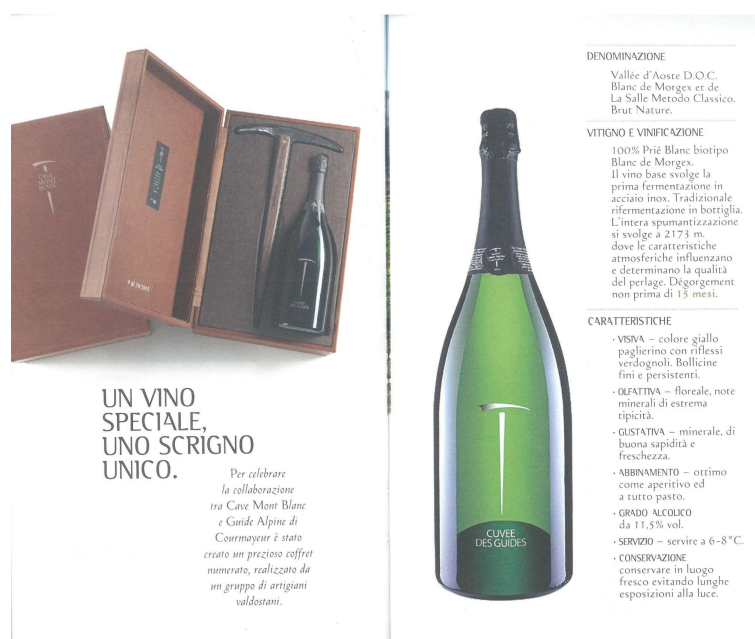 UN VINO
SPECIALE,
UNO SCRIGNO
UNICO.
Per celebrare
la collaborazione
tra Cave Mont Blanc
e Guide Alpine di
Courmayeur è stato
creato un prezioso coffret
numerato, realizzato da
un gruppo di artigiani
valdostani.
CUVEE
DES GUIDES
CUVEE
DES GUIDES
DENOMINAZIONE
Vallée d'Aoste D.O.C.
Blanc de Morgex et de
La Salle Metodo Classico.
Brut Nature.
VITIGNO E VINIFICAZIONE
100% Prié Blanc biotipo
Blanc de Morgex.
Il vino base svolge la
prima fermentazione in
acciaio inox. Tradizionale
rifermentazione in bottiglia.
L'intera spumantizzazione
si svolge a 2173 m.
dove le caratteristiche
atmosferiche influenzano
e determinano la qualità
del perlage. Dégorgement
non prima di 15 mesi.
CARATTERISTICHE
· VISIVA – colore giallo
paglierino con riflessi
verdognoli. Bollicine
fini e persistenti.
· OLFATTIVA – floreale, note
minerali di estrema
tipicità.
· GUSTATIVA – minerale, di
buona sapidità e
freschezza.
· ABBINAMENTO – ottimo
come aperitivo ed
a tutto pasto.
· GRADO ALCOLICO
da 11,5% vol.
· SERVIZIO – servire a 6-8°C.
· CONSERVAZIONE
conservare in luogo
fresco evitando lunghe
esposizioni alla luce.